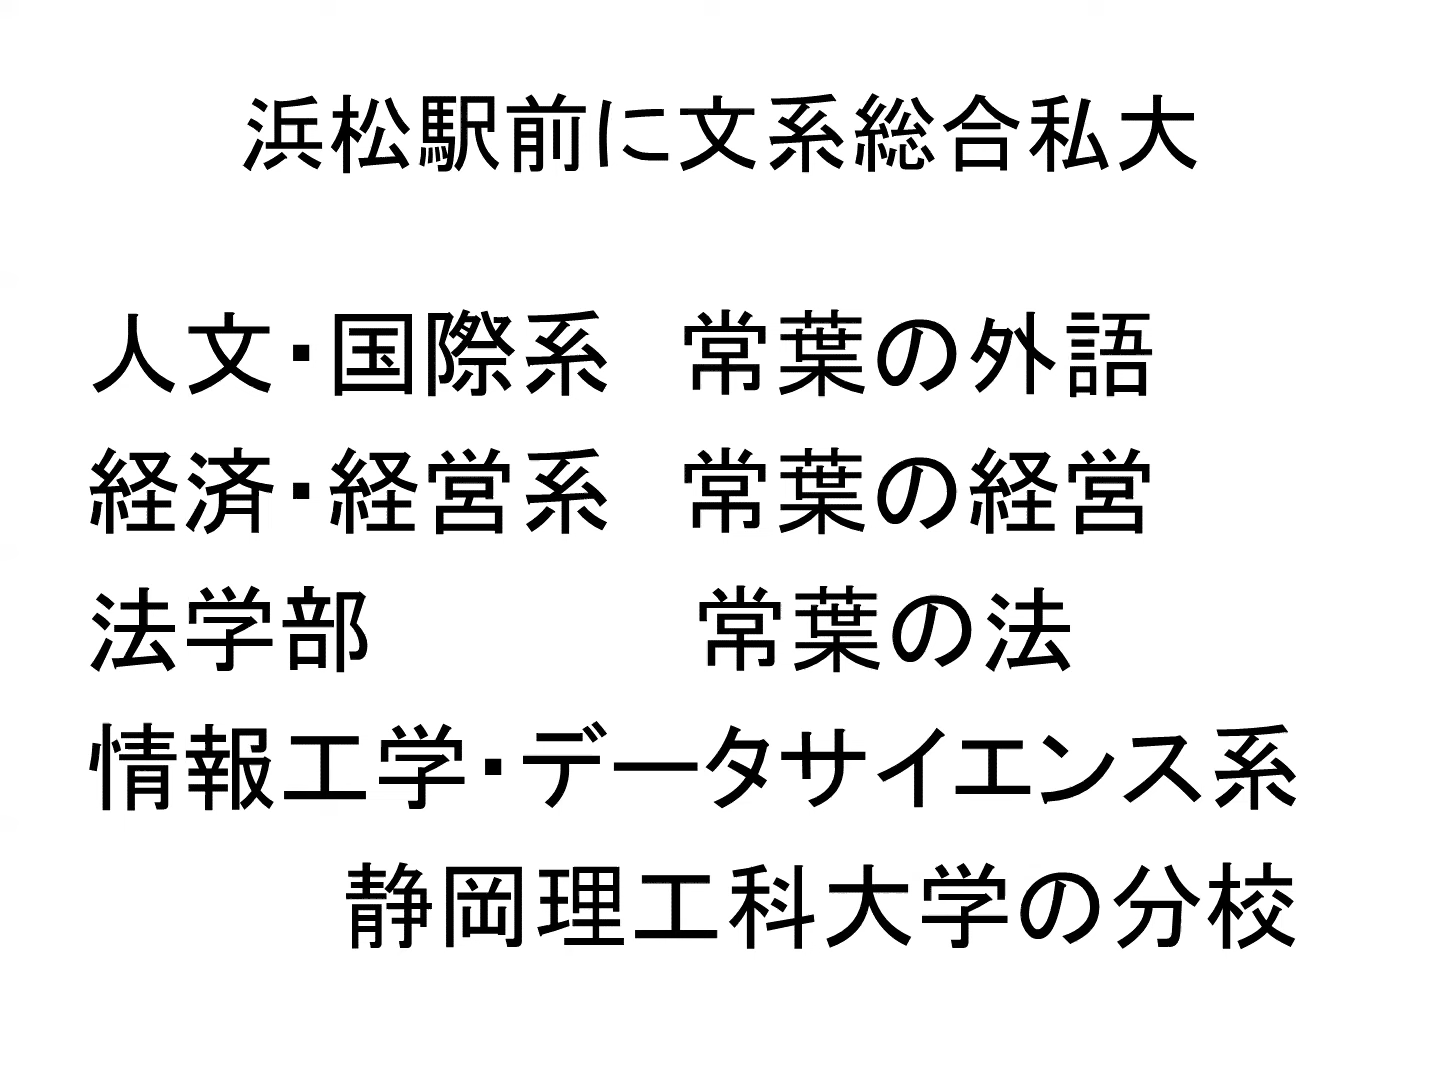 浜松駅前に文系総合私大
人文・国際系　常葉の外語
経済・経営系　常葉の経営
法学部　　　　常葉の法
情報工学・データサイエンス系
静岡理工科大学の分校